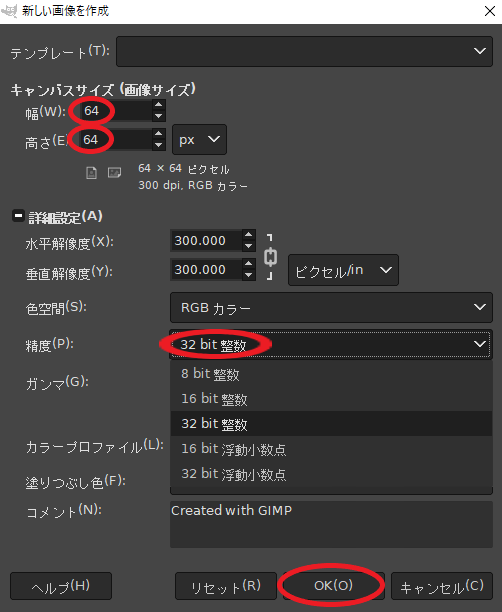 新しい画像を作成
テンプレート(T):
キャンバスサイズ (画像サイズ)
幅(W): 64
高さ(E 64 px
64 × 64 ピクセル
300 dpi, RGB カラー
詳細設定(A)
水平解像度(X): 300.000
垂直解像度(Y): 300.000 ピクセル/in
色空間(S): RGB カラー
精度(P): 32 bit 整数
8 bit 整数
ガンマ(G):
16 bit 整数
32 bit 整数
カラープロファイル(L): 16 bit 浮動小数点
塗りつぶし色(F): 32 bit 浮動小数点
コメント(N): Created with GIMP
ヘルプ(H) リセット(R) OK(O) キャンセル(C)